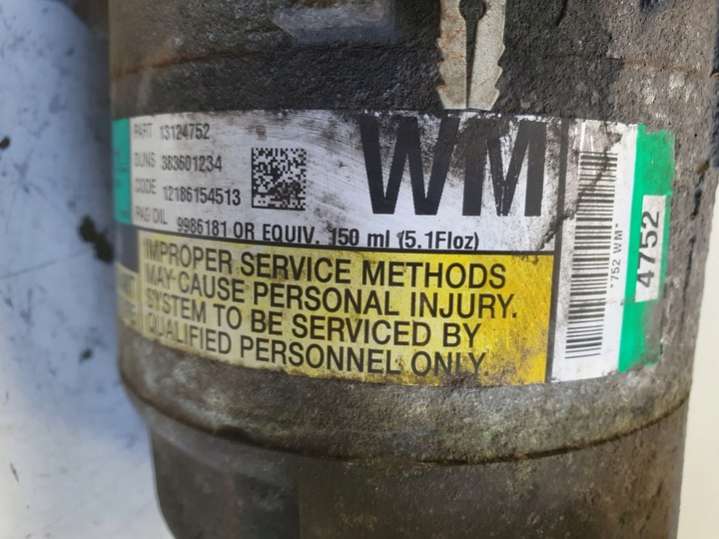 PART 13124752
DUNS 383601234
CODE 12186154513
PAG OIL 9986181 OR EQUIV. 150 ml (5.1Floz)
WM
IMPROPER SERVICE METHODS
MAY CAUSE PERSONAL INJURY.
SYSTEM TO BE SERVICED BY
QUALIFIED PERSONNEL ONLY.
*752 WM*
4752